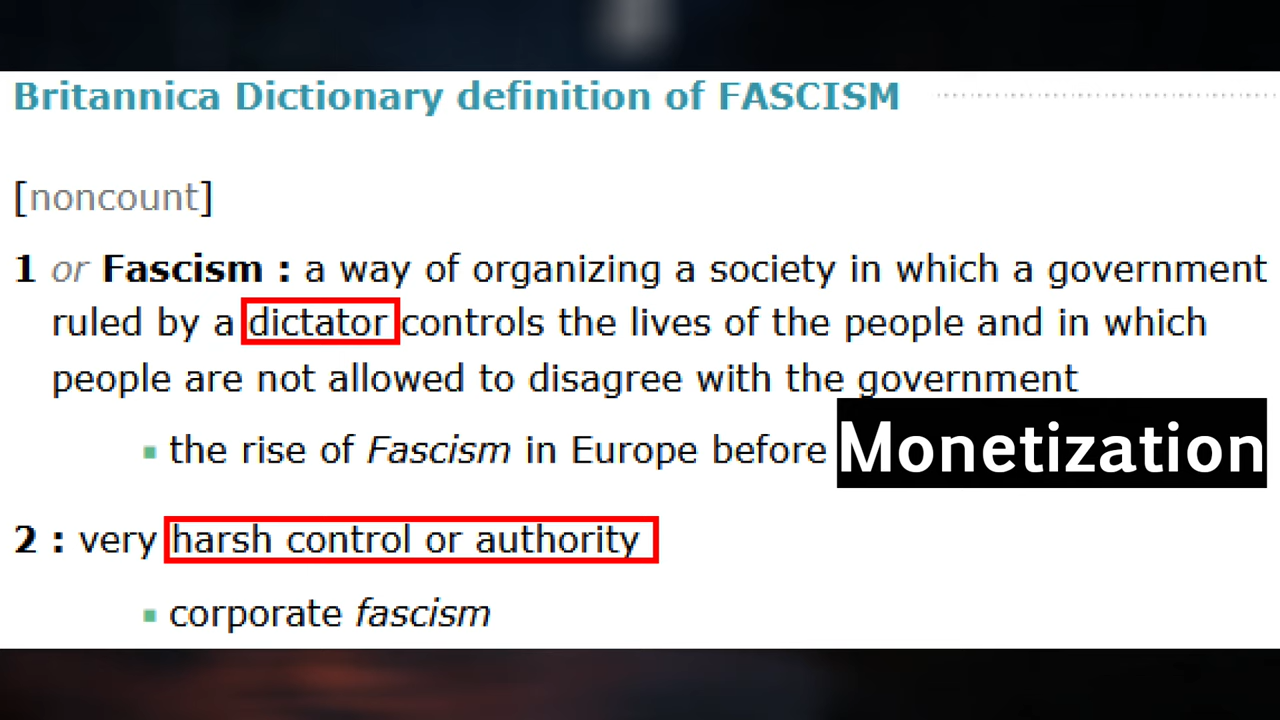 Britannica Dictionary definition of FASCISM
[noncount]
1 or Fascism : a way of organizing a society in which a government
ruled by a dictator controls the lives of the people and in which
people are not allowed to disagree with the government
▪ the rise of Fascism in Europe before Monetization
2 : very harsh control or authority
▪ corporate fascism